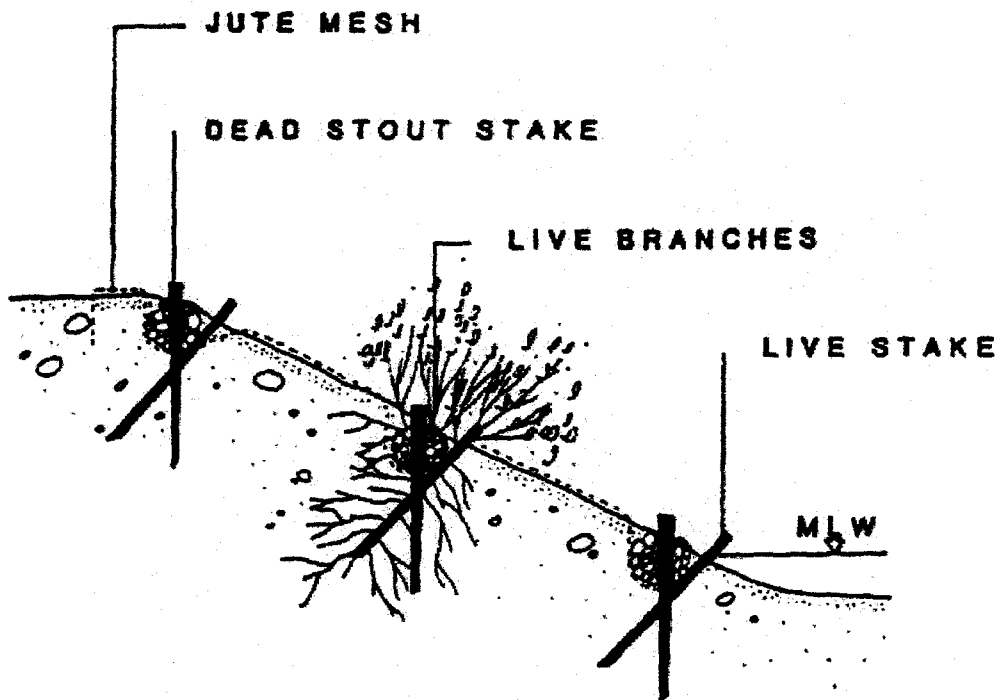 JUTE MESH
DEAD STOUT STAKE
LIVE BRANCHES
LIVE STAKE
MLW